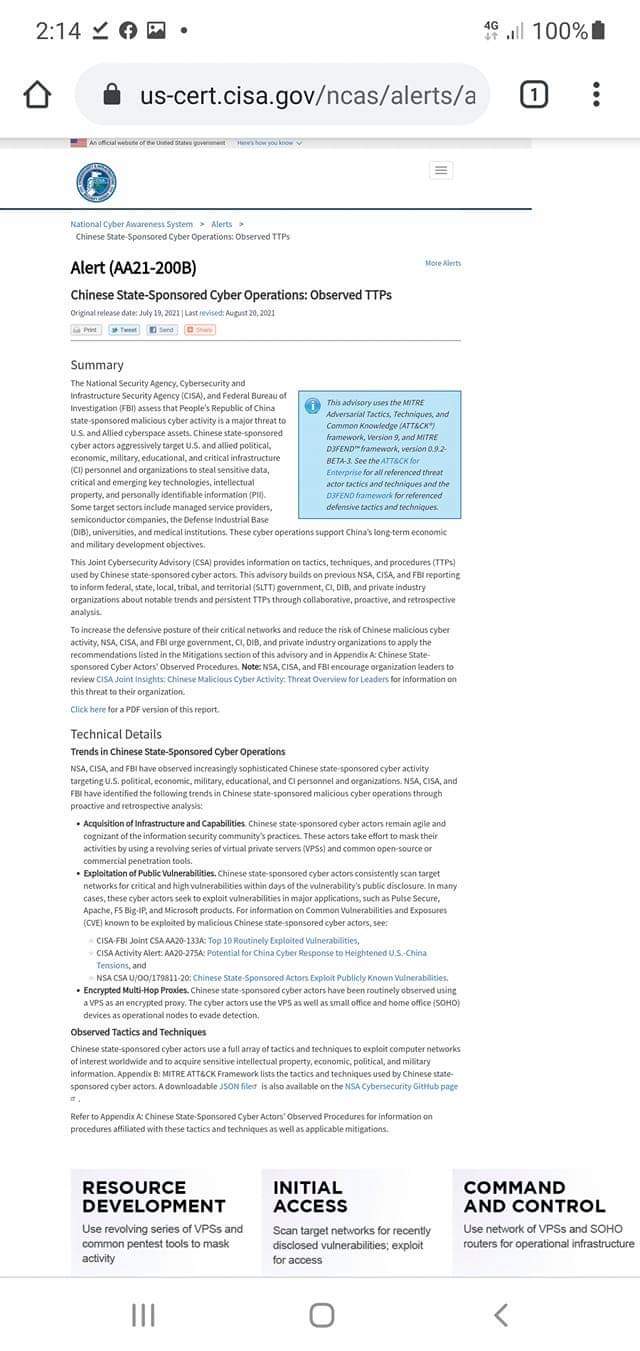 2:14
4G
100%
us-cert.cisa.gov/ncas/alerts/a
1
An official website of the United States government Here's how you know
National Cyber Awareness System > Alerts >
Chinese State-Sponsored Cyber Operations: Observed TTPs
Alert (AA21-200B)
More Alerts
Chinese State-Sponsored Cyber Operations: Observed TTPs
Original release date: July 19, 2021 | Last revised: August 20, 2021
Print Tweet Send Share
Summary
The National Security Agency, Cybersecurity and
Infrastructure Security Agency (CISA), and Federal Bureau of
Investigation (FBI) assess that People's Republic of China
state-sponsored malicious cyber activity is a major threat to
U.S. and Allied cyberspace assets. Chinese state-sponsored
cyber actors aggressively target U.S. and allied political,
economic, military, educational, and critical infrastructure
(CI) personnel and organizations to steal sensitive data,
critical and emerging key technologies, intellectual
property, and personally identifiable information (PII).
Some target sectors include managed service providers,
semiconductor companies, the Defense Industrial Base
(DIB), universities, and medical institutions. These cyber operations support China's long-term economic
and military development objectives.
This advisory uses the MITRE
Adversarial Tactics, Techniques, and
Common Knowledge (ATT&CK®)
framework, Version 9, and MITRE
D3FEND™ framework, version 0.9.2-
BETA-3. See the ATT&CK for
Enterprise for all referenced threat
actor tactics and techniques and the
D3FEND framework for referenced
defensive tactics and techniques.
This Joint Cybersecurity Advisory (CSA) provides information on tactics, techniques, and procedures (TTPs)
used by Chinese state-sponsored cyber actors. This advisory builds on previous NSA, CISA, and FBI reporting
to inform federal, state, local, tribal, and territorial (SLTT) government, CI, DIB, and private industry
organizations about notable trends and persistent TTPs through collaborative, proactive, and retrospective
analysis.
To increase the defensive posture of their critical networks and reduce the risk of Chinese malicious cyber
activity, NSA, CISA, and FBI urge government, CI, DIB, and private industry organizations to apply the
recommendations listed in the Mitigations section of this advisory and in Appendix A: Chinese State-
sponsored Cyber Actors' Observed Procedures. Note: NSA, CISA, and FBI encourage organization leaders to
review CISA Joint Insights: Chinese Malicious Cyber Activity: Threat Overview for Leaders for information on
this threat to their organization.
Click here for a PDF version of this report.
Technical Details
Trends in Chinese State-Sponsored Cyber Operations
NSA, CISA, and FBI have observed increasingly sophisticated Chinese state-sponsored cyber activity
targeting U.S. political, economic, military, educational, and CI personnel and organizations. NSA, CISA, and
FBI have identified the following trends in Chinese state-sponsored malicious cyber operations through
proactive and retrospective analysis:
• Acquisition of Infrastructure and Capabilities. Chinese state-sponsored cyber actors remain agile and
cognizant of the information security community's practices. These actors take effort to mask their
activities by using a revolving series of virtual private servers (VPSs) and common open-source or
commercial penetration tools.
• Exploitation of Public Vulnerabilities. Chinese state-sponsored cyber actors consistently scan target
networks for critical and high vulnerabilities within days of the vulnerability's public disclosure. In many
cases, these cyber actors seek to exploit vulnerabilities in major applications, such as Pulse Secure,
Apache, F5 Big-IP, and Microsoft products. For information on Common Vulnerabilities and Exposures
(CVE) known to be exploited by malicious Chinese state-sponsored cyber actors, see:
CISA-FBI Joint CSA AA20-133A: Top 10 Routinely Exploited Vulnerabilities,
CISA Activity Alert: AA20-275A: Potential for China Cyber Response to Heightened U.S.-China
Tensions, and
NSA CSA U/OO/179811-20: Chinese State-Sponsored Actors Exploit Publicly Known Vulnerabilities.
• Encrypted Multi-Hop Proxies. Chinese state-sponsored cyber actors have been routinely observed using
a VPS as an encrypted proxy. The cyber actors use the VPS as well as small office and home office (SOHO)
devices as operational nodes to evade detection.
Observed Tactics and Techniques
Chinese state-sponsored cyber actors use a full array of tactics and techniques to exploit computer networks
of interest worldwide and to acquire sensitive intellectual property, economic, political, and military
information. Appendix B: MITRE ATT&CK Framework lists the tactics and techniques used by Chinese state-
sponsored cyber actors. A downloadable JSON file is also available on the NSA Cybersecurity GitHub page
.
Refer to Appendix A: Chinese State-Sponsored Cyber Actors' Observed Procedures for information on
procedures affiliated with these tactics and techniques as well as applicable mitigations.
RESOURCE
DEVELOPMENT
Use revolving series of VPSs and
common pentest tools to mask
activity
INITIAL
ACCESS
Scan target networks for recently
disclosed vulnerabilities; exploit
for access
COMMAND
AND CONTROL
Use network of VPSs and SOHO
routers for operational infrastructure